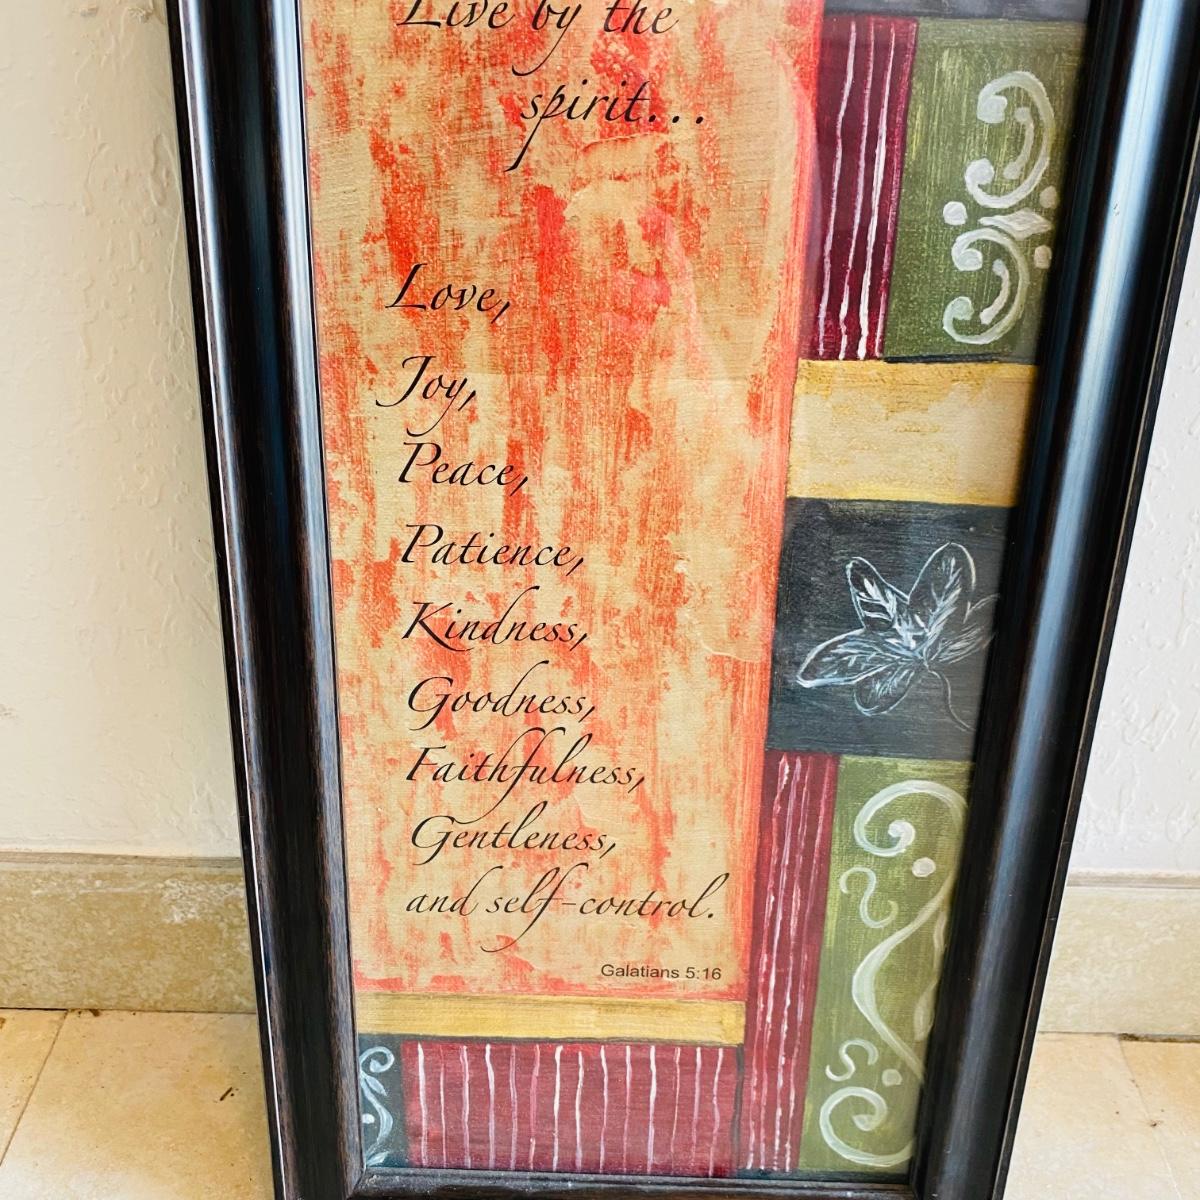 Live by the
spirit...
Love,
Joy,
Peace,
Patience,
Kindness,
Goodness,
Faithfulness,
Gentleness,
and self-control.
Galatians 5:16